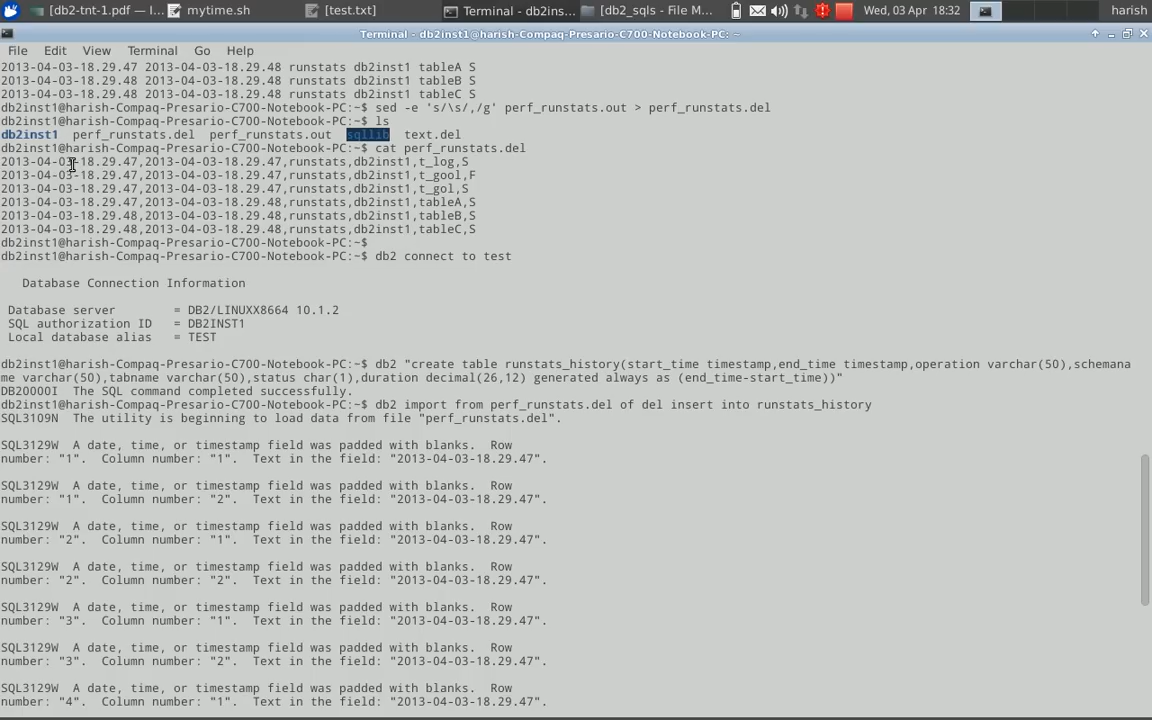 [db2-tnt-1.pdf — I...
mytime.sh
[test.txt]
Terminal - db2ins...
[db2_sqls - File M...
Wed, 03 Apr 18:32
harish
Terminal - db2inst1@harish-Compaq-Presario-C700-Notebook-PC: ~
File Edit View Terminal Go Help
2013-04-03-18.29.47 2013-04-03-18.29.48 runstats db2inst1 tableA S
2013-04-03-18.29.48 2013-04-03-18.29.48 runstats db2inst1 tableB S
2013-04-03-18.29.48 2013-04-03-18.29.48 runstats db2inst1 tableC S
db2inst1@harish-Compaq-Presario-C700-Notebook-PC:~$ sed -e 's/\s/,/g' perf_runstats.out > perf_runstats.del
db2inst1@harish-Compaq-Presario-C700-Notebook-PC:~$ ls
db2inst1  perf_runstats.del  perf_runstats.out  sqllib  text.del
db2inst1@harish-Compaq-Presario-C700-Notebook-PC:~$ cat perf_runstats.del
2013-04-03-18.29.47,2013-04-03-18.29.47,runstats,db2inst1,t_log,S
2013-04-03-18.29.47,2013-04-03-18.29.47,runstats,db2inst1,t_gool,F
2013-04-03-18.29.47,2013-04-03-18.29.47,runstats,db2inst1,t_gol,S
2013-04-03-18.29.47,2013-04-03-18.29.48,runstats,db2inst1,tableA,S
2013-04-03-18.29.48,2013-04-03-18.29.48,runstats,db2inst1,tableB,S
2013-04-03-18.29.48,2013-04-03-18.29.48,runstats,db2inst1,tableC,S
db2inst1@harish-Compaq-Presario-C700-Notebook-PC:~$
db2inst1@harish-Compaq-Presario-C700-Notebook-PC:~$ db2 connect to test
Database Connection Information
Database server        = DB2/LINUXX8664 10.1.2
SQL authorization ID   = DB2INST1
Local database alias   = TEST
db2inst1@harish-Compaq-Presario-C700-Notebook-PC:~$ db2 "create table runstats_history(start_time timestamp,end_time timestamp,operation varchar(50),schemana
me varchar(50),tabname varchar(50),status char(1),duration decimal(26,12) generated always as (end_time-start_time))"
DB20000I  The SQL command completed successfully.
db2inst1@harish-Compaq-Presario-C700-Notebook-PC:~$ db2 import from perf_runstats.del of del insert into runstats_history
SQL3109N  The utility is beginning to load data from file "perf_runstats.del".
SQL3129W  A date, time, or timestamp field was padded with blanks.  Row
number: "1".  Column number: "1".  Text in the field: "2013-04-03-18.29.47".
SQL3129W  A date, time, or timestamp field was padded with blanks.  Row
number: "1".  Column number: "2".  Text in the field: "2013-04-03-18.29.47".
SQL3129W  A date, time, or timestamp field was padded with blanks.  Row
number: "2".  Column number: "1".  Text in the field: "2013-04-03-18.29.47".
SQL3129W  A date, time, or timestamp field was padded with blanks.  Row
number: "2".  Column number: "2".  Text in the field: "2013-04-03-18.29.47".
SQL3129W  A date, time, or timestamp field was padded with blanks.  Row
number: "3".  Column number: "1".  Text in the field: "2013-04-03-18.29.47".
SQL3129W  A date, time, or timestamp field was padded with blanks.  Row
number: "3".  Column number: "2".  Text in the field: "2013-04-03-18.29.47".
SQL3129W  A date, time, or timestamp field was padded with blanks.  Row
number: "4".  Column number: "1".  Text in the field: "2013-04-03-18.29.47".